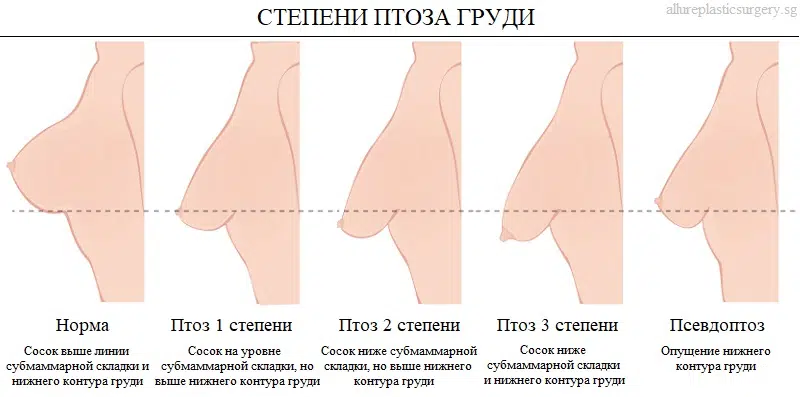 СТЕПЕНИ ПТОЗА ГРУДИ
allureplasticsurgery.sg
Норма
Сосок выше линии
субмаммарной складки и
нижнего контура груди
Птоз 1 степени
Сосок на уровне
субмаммарной складки, но
выше нижнего контура груди
Птоз 2 степени
Сосок ниже субмаммарной
складки, но выше нижнего
контура груди
Птоз 3 степени
Сосок ниже
субмаммарной складки
и нижнего контура груди
Псевдоптоз
Опущение нижнего
контура груди